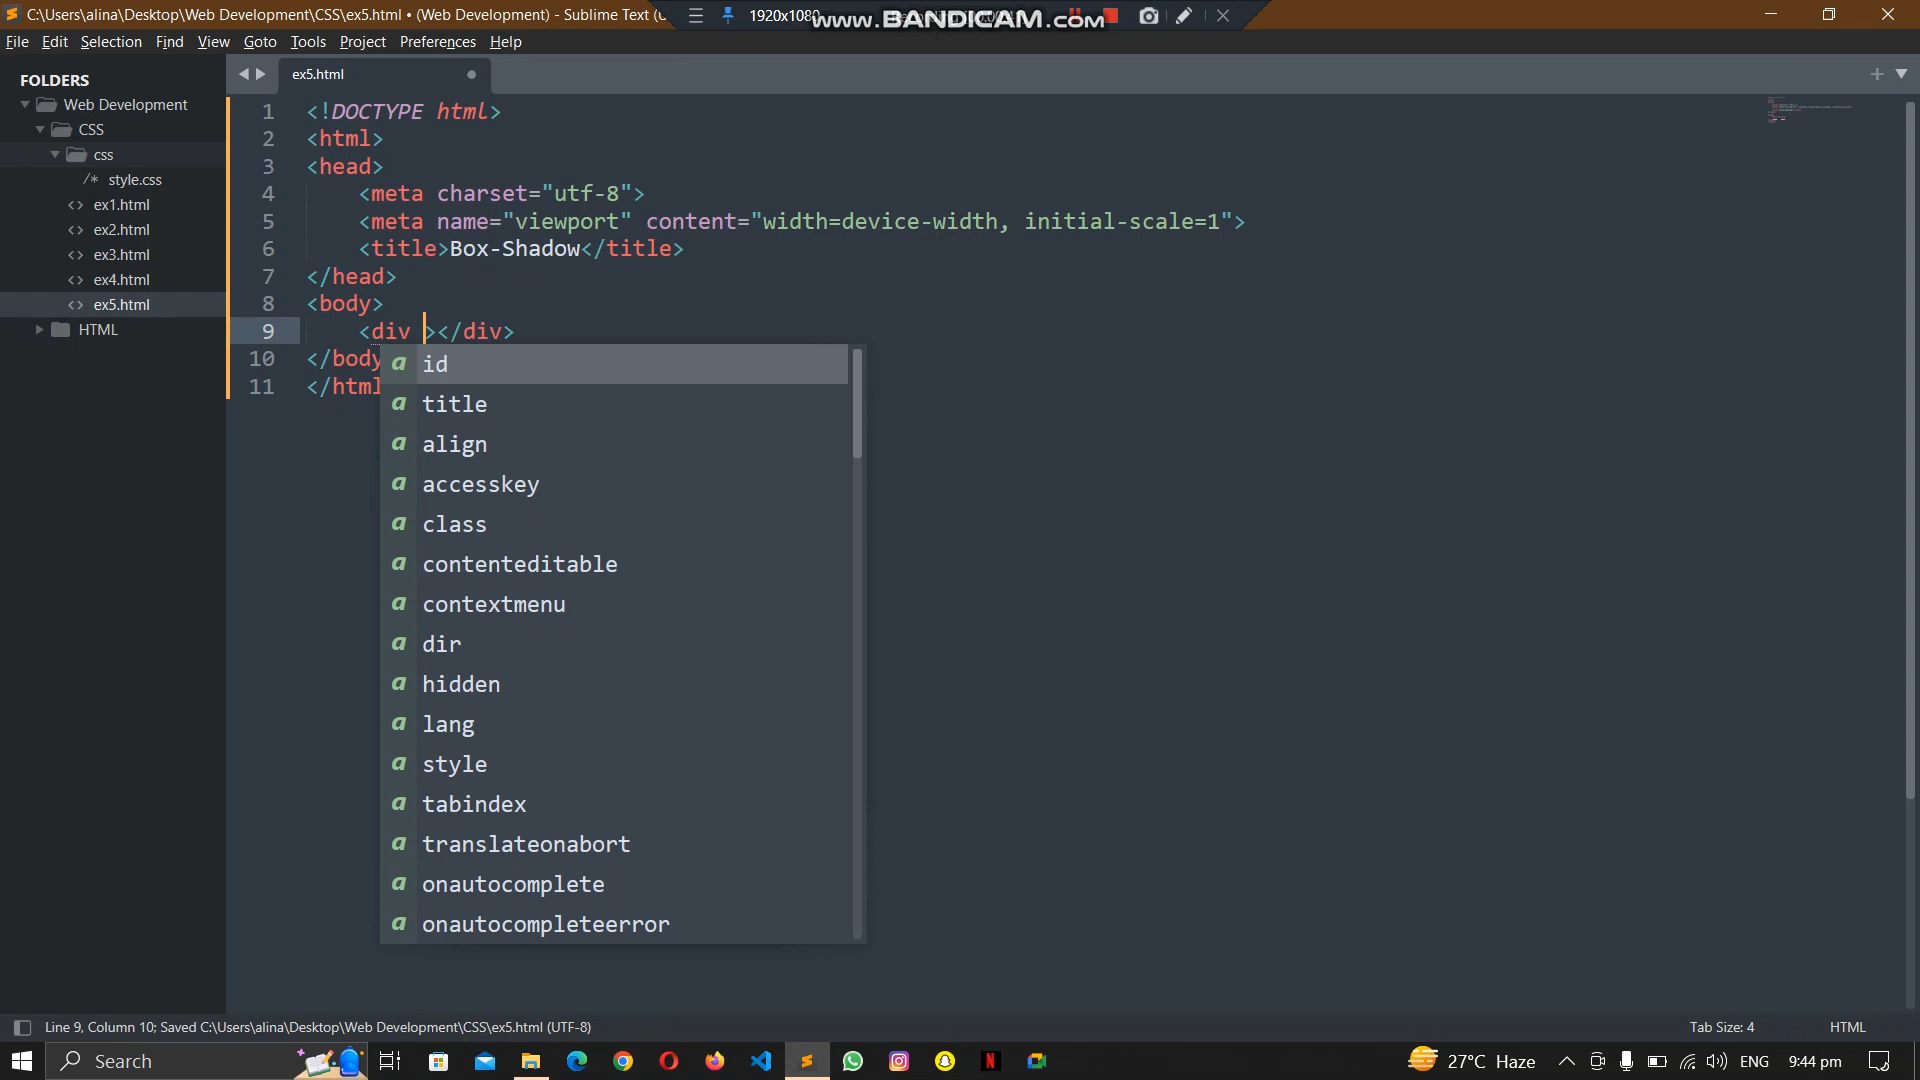 C:\Users\alina\Desktop\Web Development\CSS\ex5.html • (Web Development) - Sublime Text (
1920x1080
www.BANDICAM.com
File Edit Selection Find View Goto Tools Project Preferences Help
FOLDERS
Web Development
CSS
css
/* style.css
<> ex1.html
<> ex2.html
<> ex3.html
<> ex4.html
<> ex5.html
HTML
ex5.html
1 <!DOCTYPE html>
2 <html>
3 <head>
4 <meta charset="utf-8">
5 <meta name="viewport" content="width=device-width, initial-scale=1">
6 <title>Box-Shadow</title>
7 </head>
8 <body>
9 <div ></div>
10 </body
11 </html
a id
a title
a align
a accesskey
a class
a contenteditable
a contextmenu
a dir
a hidden
a lang
a style
a tabindex
a translateonabort
a onautocomplete
a onautocompleteerror
Line 9, Column 10; Saved C:\Users\alina\Desktop\Web Development\CSS\ex5.html (UTF-8)
Tab Size: 4
HTML
Search
27°C Haze
ENG
9:44 pm